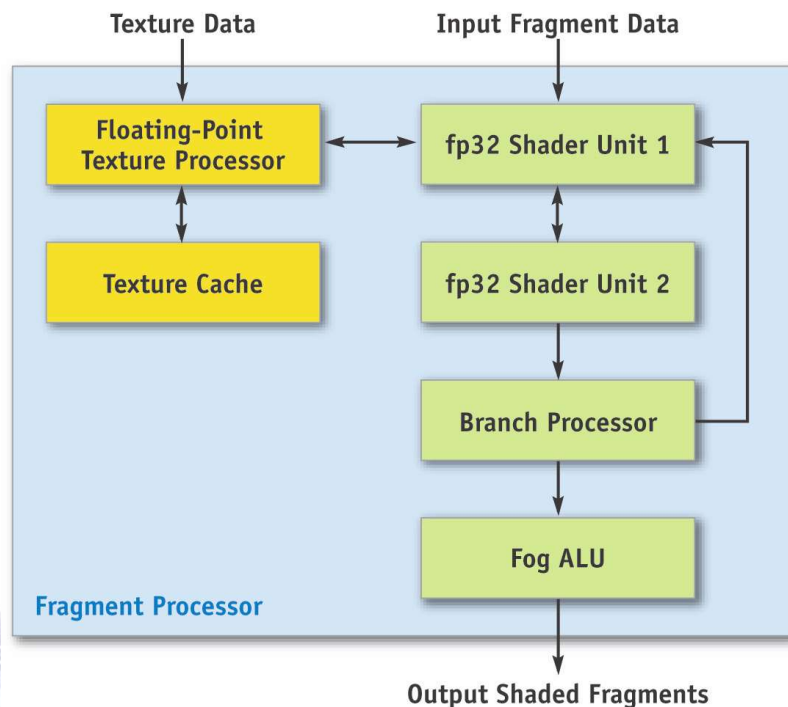 Texture Data
Input Fragment Data
Floating-Point
Texture Processor
fp32 Shader Unit 1
Texture Cache
fp32 Shader Unit 2
Branch Processor
Fog ALU
Fragment Processor
Output Shaded Fragments